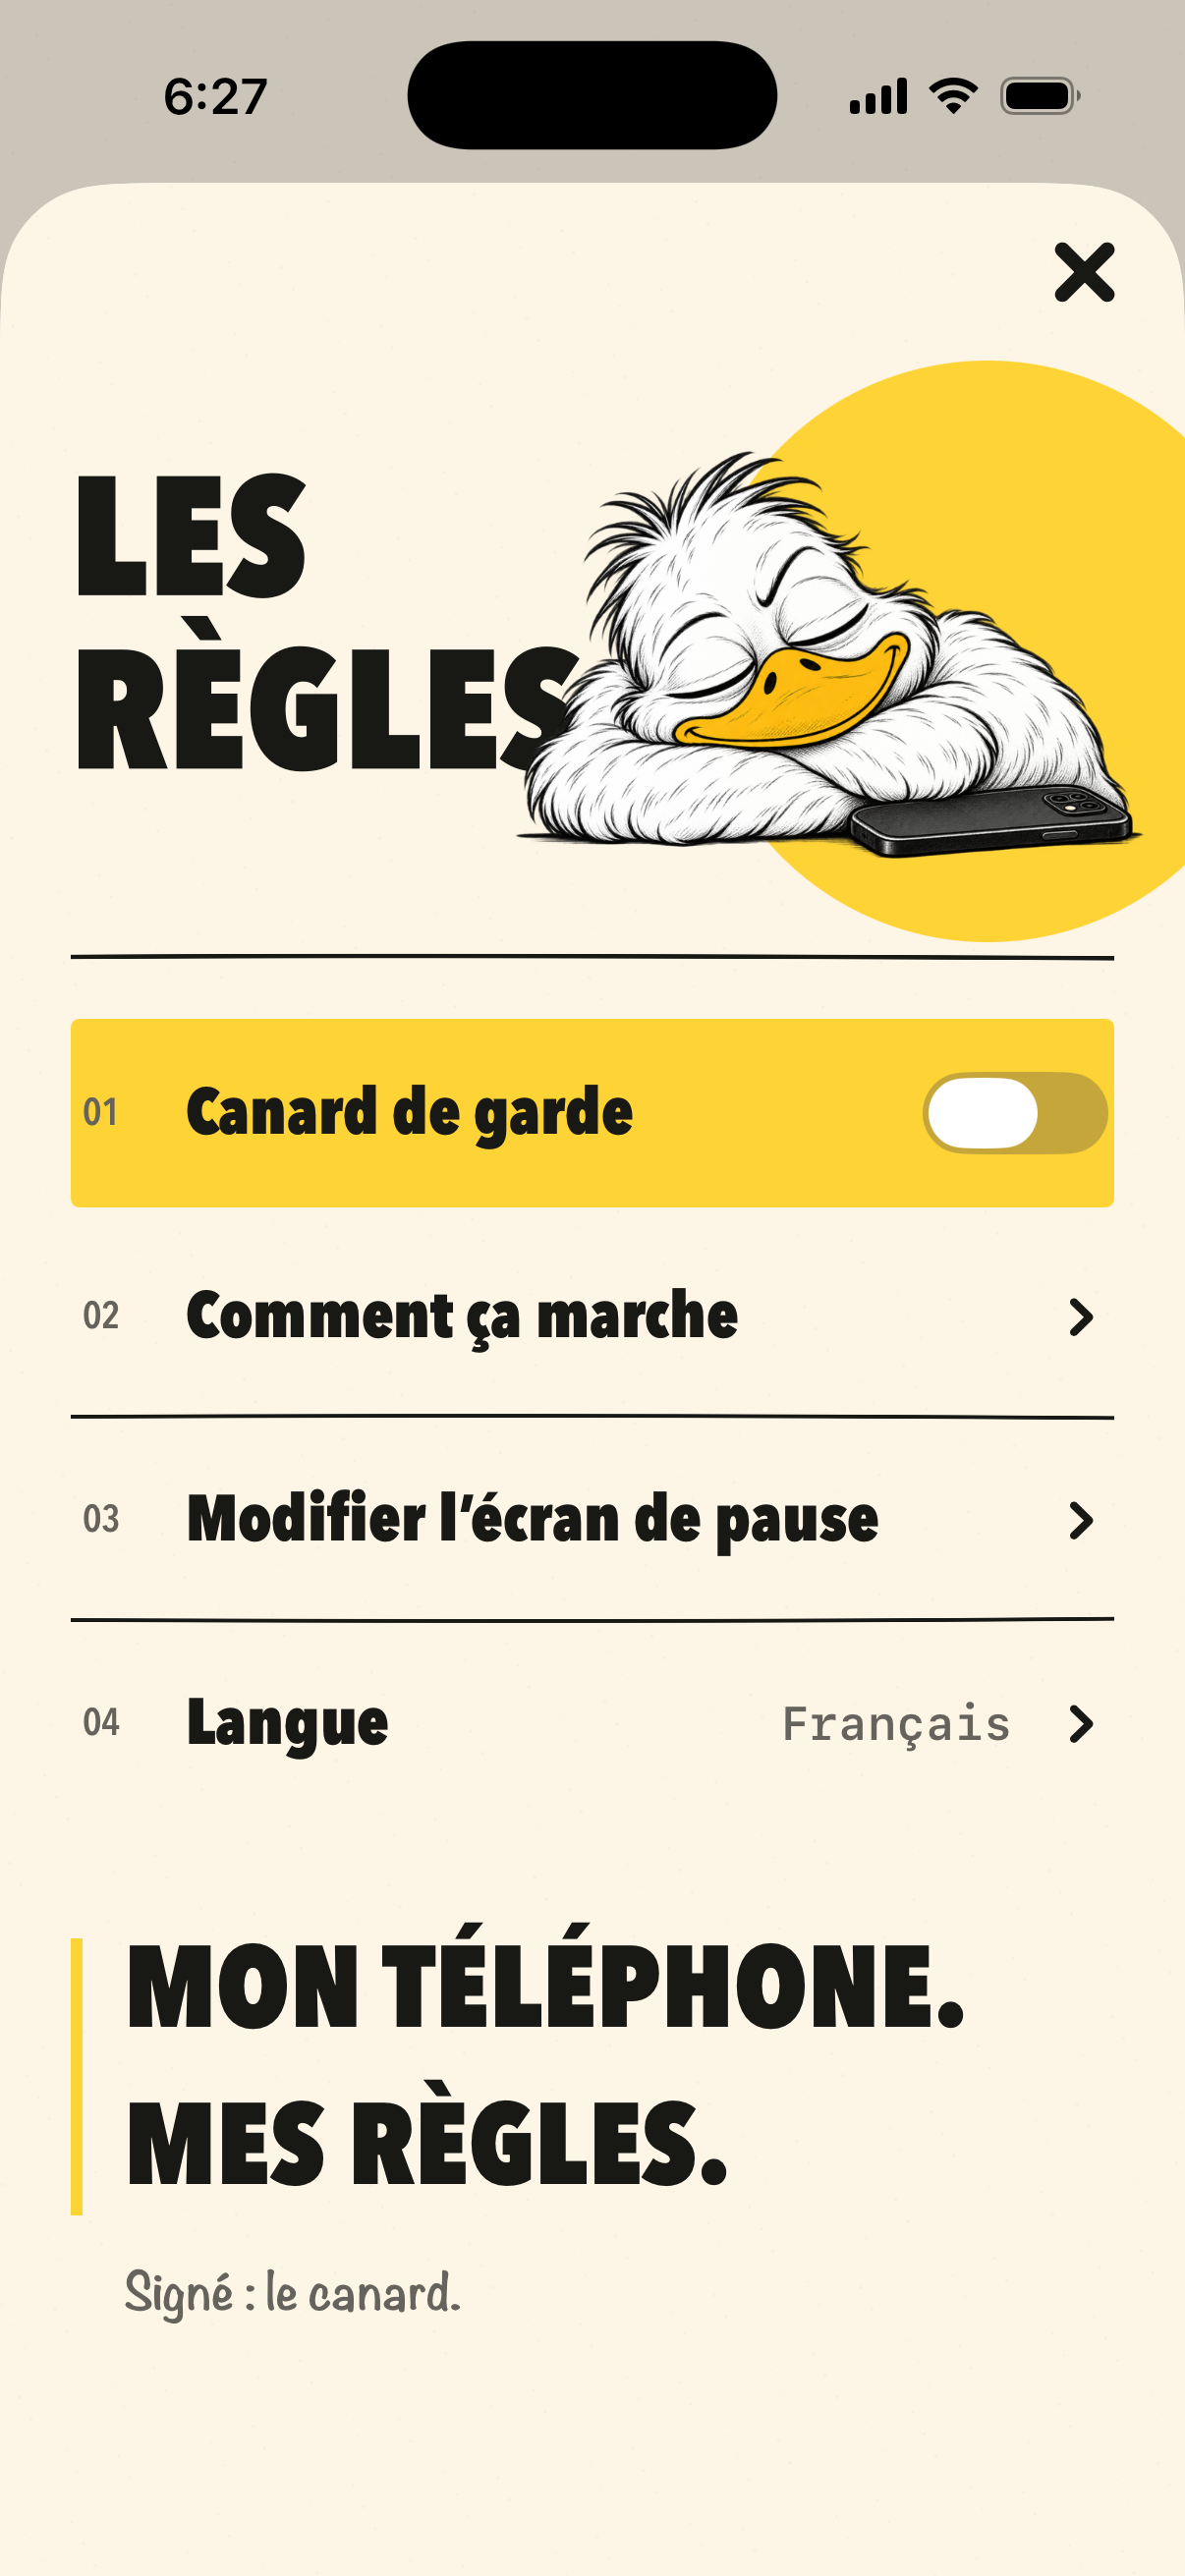 6:27
LES
RÈGLES
01 Canard de garde
02 Comment ça marche
03 Modifier l’écran de pause
04 Langue Français
MON TÉLÉPHONE.
MES RÈGLES.
Signé : le canard.